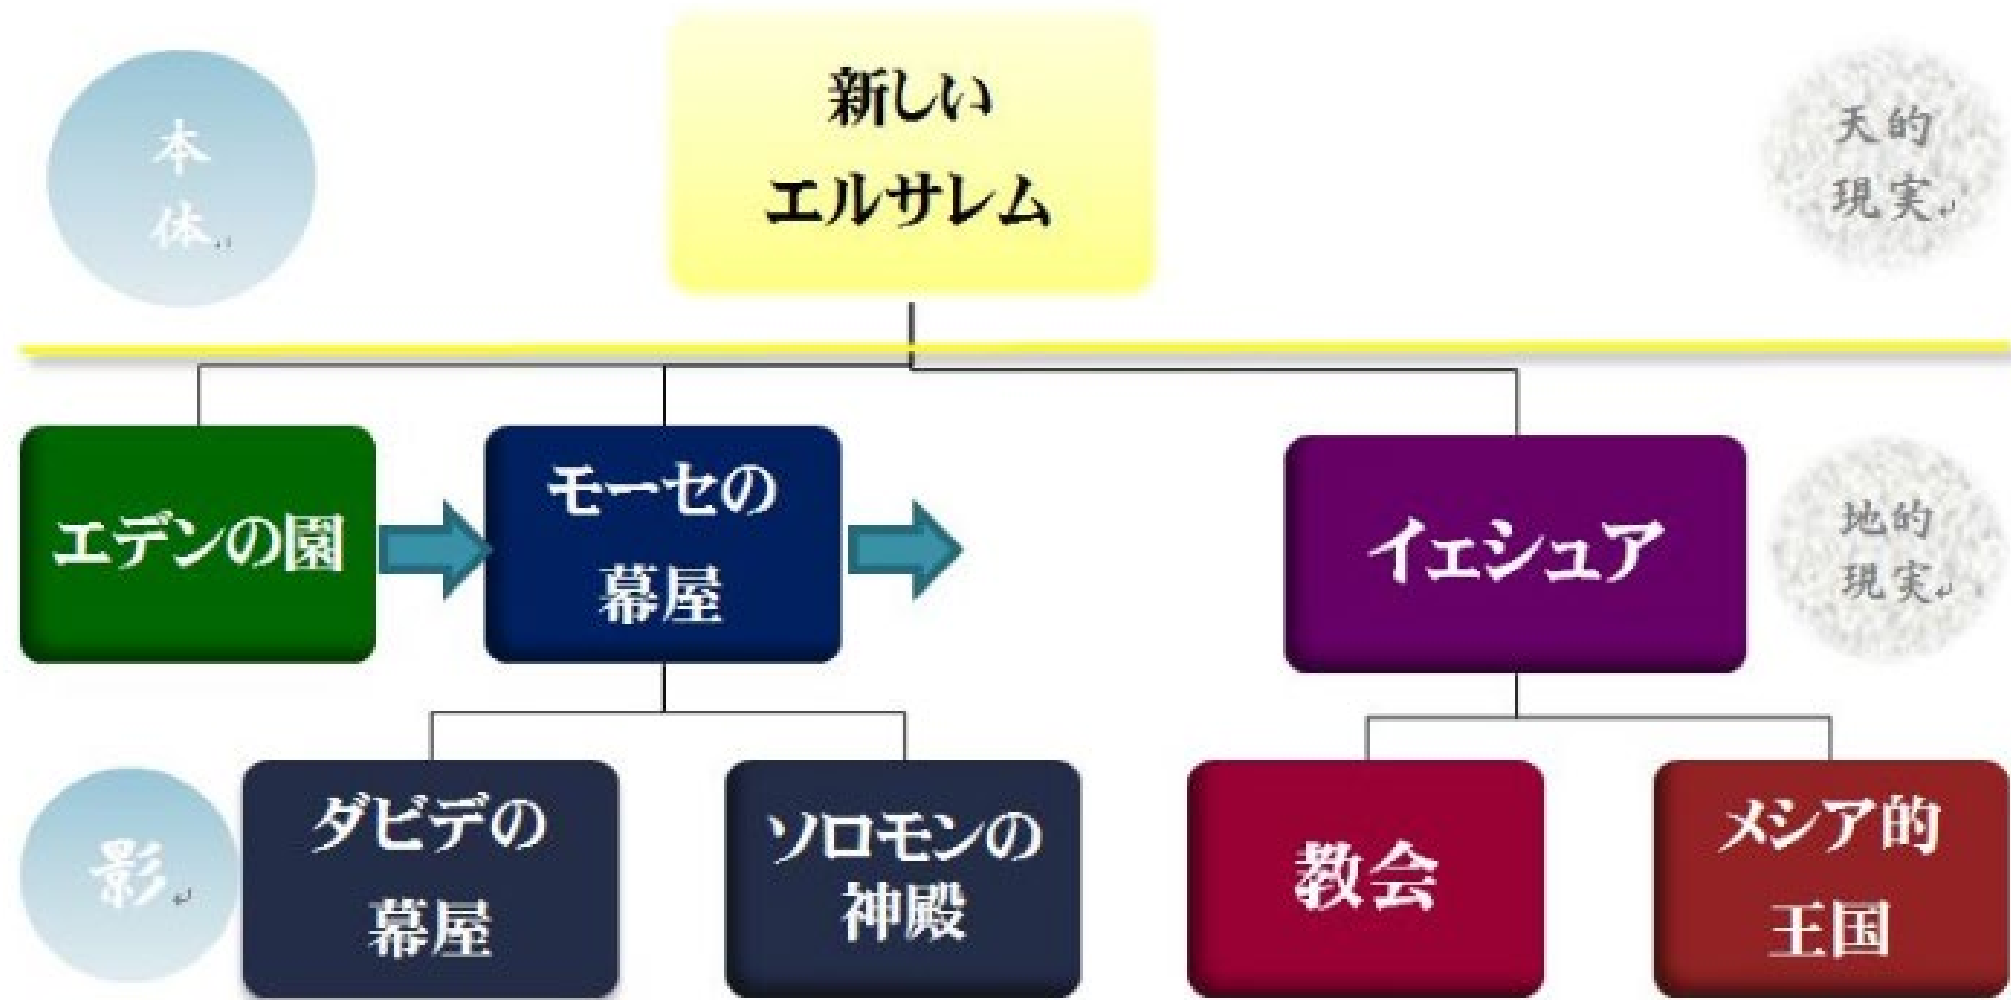 本
体
新しい
エルサレム
天的
現実
エデンの園
モーセの
幕屋
イェシュア
地的
現実
影
ダビデの
幕屋
ソロモンの
神殿
教会
メシア的
王国